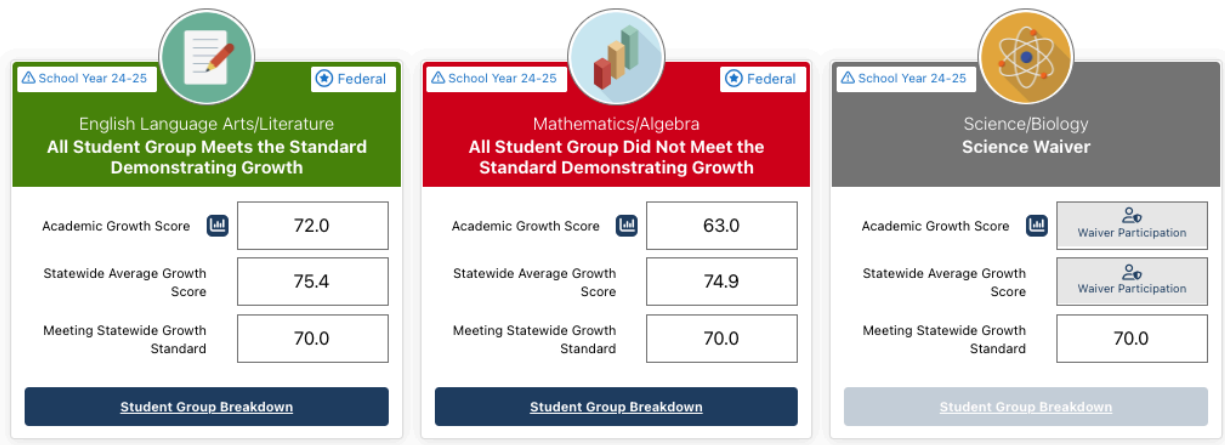 School Year 24-25
Federal
English Language Arts/Literature
All Student Group Meets the Standard
Demonstrating Growth
Academic Growth Score
72.0
Statewide Average Growth
Score
75.4
Meeting Statewide Growth
Standard
70.0
Student Group Breakdown
School Year 24-25
Federal
Mathematics/Algebra
All Student Group Did Not Meet the
Standard Demonstrating Growth
Academic Growth Score
63.0
Statewide Average Growth
Score
74.9
Meeting Statewide Growth
Standard
70.0
Student Group Breakdown
School Year 24-25
Science/Biology
Science Waiver
Academic Growth Score
Waiver Participation
Statewide Average Growth
Score
Waiver Participation
Meeting Statewide Growth
Standard
70.0
Student Group Breakdown